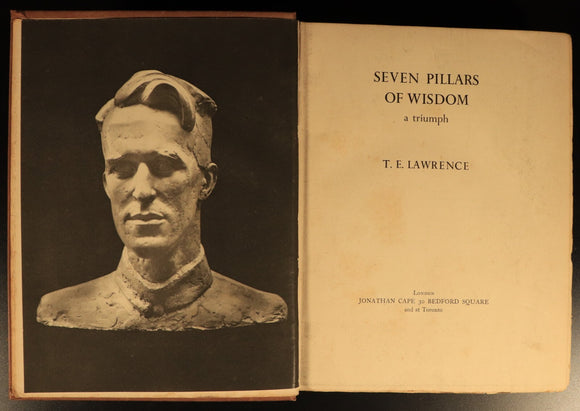 SEVEN PILLARS
OF WISDOM
a triumph
T. E. LAWRENCE
London
JONATHAN CAPE 30 BEDFORD SQUARE
and at Toronto